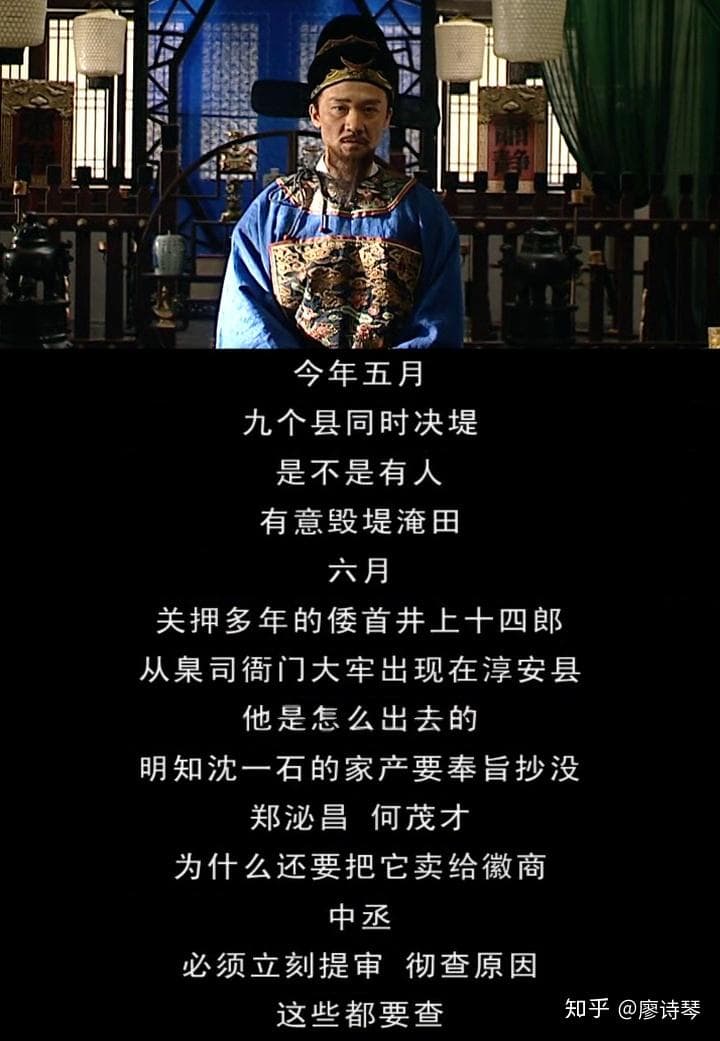 肃静
今年五月
九个县同时决堤
是不是有人
有意毁堤淹田
六月
关押多年的倭首井上十四郎
从臬司衙门大牢出现在淳安县
他是怎么出去的
明知沈一石的家产要奉旨抄没
郑泌昌 何茂才
为什么还要把它卖给徽商
中丞
必须立刻提审 彻查原因
这些都要查
知乎 @廖诗琴